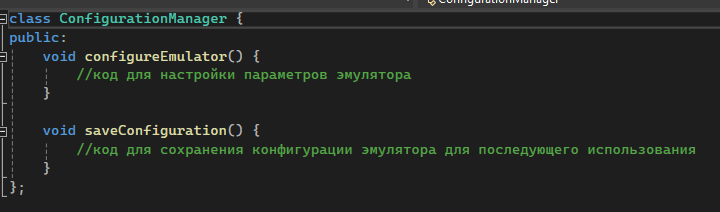 ConfigurationManager
class ConfigurationManager {
public:
    void configureEmulator() {
        //код для настройки параметров эмулятора
    }

    void saveConfiguration() {
        //код для сохранения конфигурации эмулятора для последующего использования
    }
};